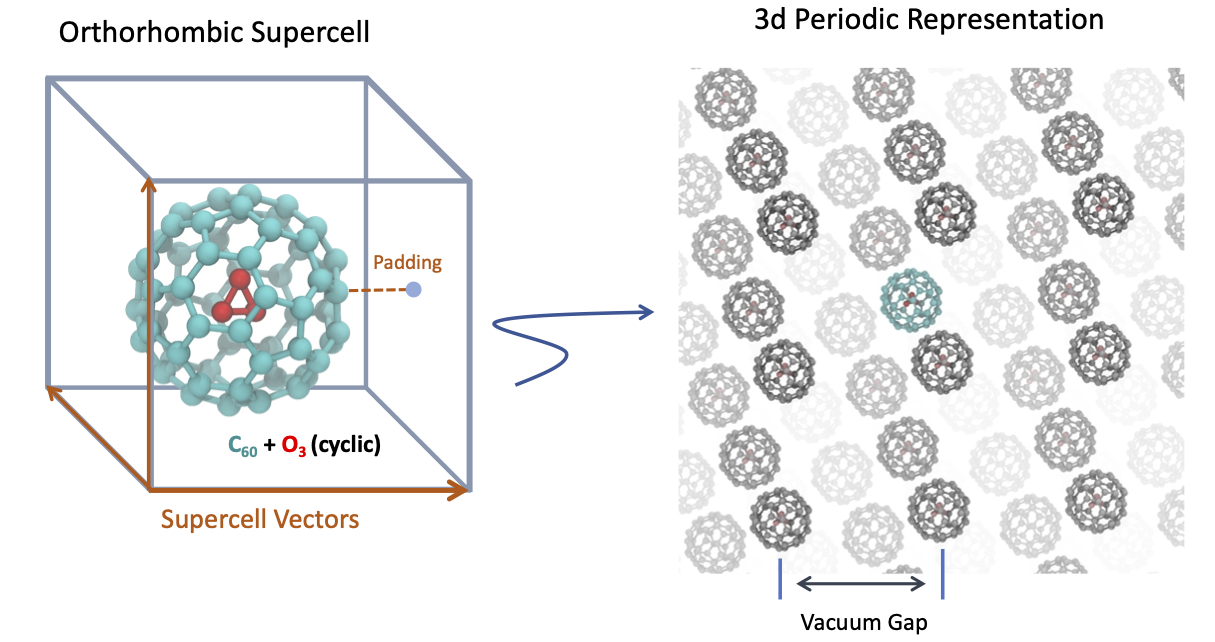 Orthorhombic Supercell
3d Periodic Representation
Padding
C₆₀ + O₃ (cyclic)
Supercell Vectors
Vacuum Gap